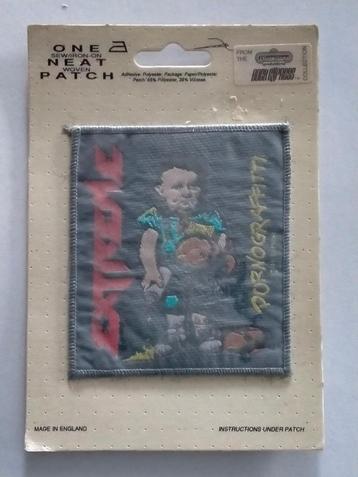 ONE
SEW/IRON-ON
NEAT
WOVEN
PATCH
Adhesive: Polyester, Package: Paper/Polyester,
Patch: 65% Polyester, 35% Viscose.
FROM
THE
COLLECTION
EXTREME
PORNOGRAFFITTI
MADE IN ENGLAND
INSTRUCTIONS UNDER PATCH